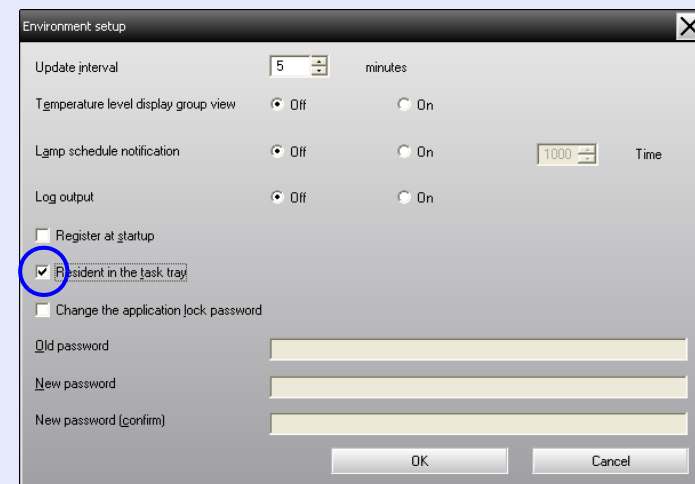 Environment setup
Update interval 5 minutes
Temperature level display group view Off On
Lamp schedule notification Off On 1000 Time
Log output Off On
Register at startup
Resident in the task tray
Change the application lock password
Old password
New password
New password (confirm)
OK Cancel